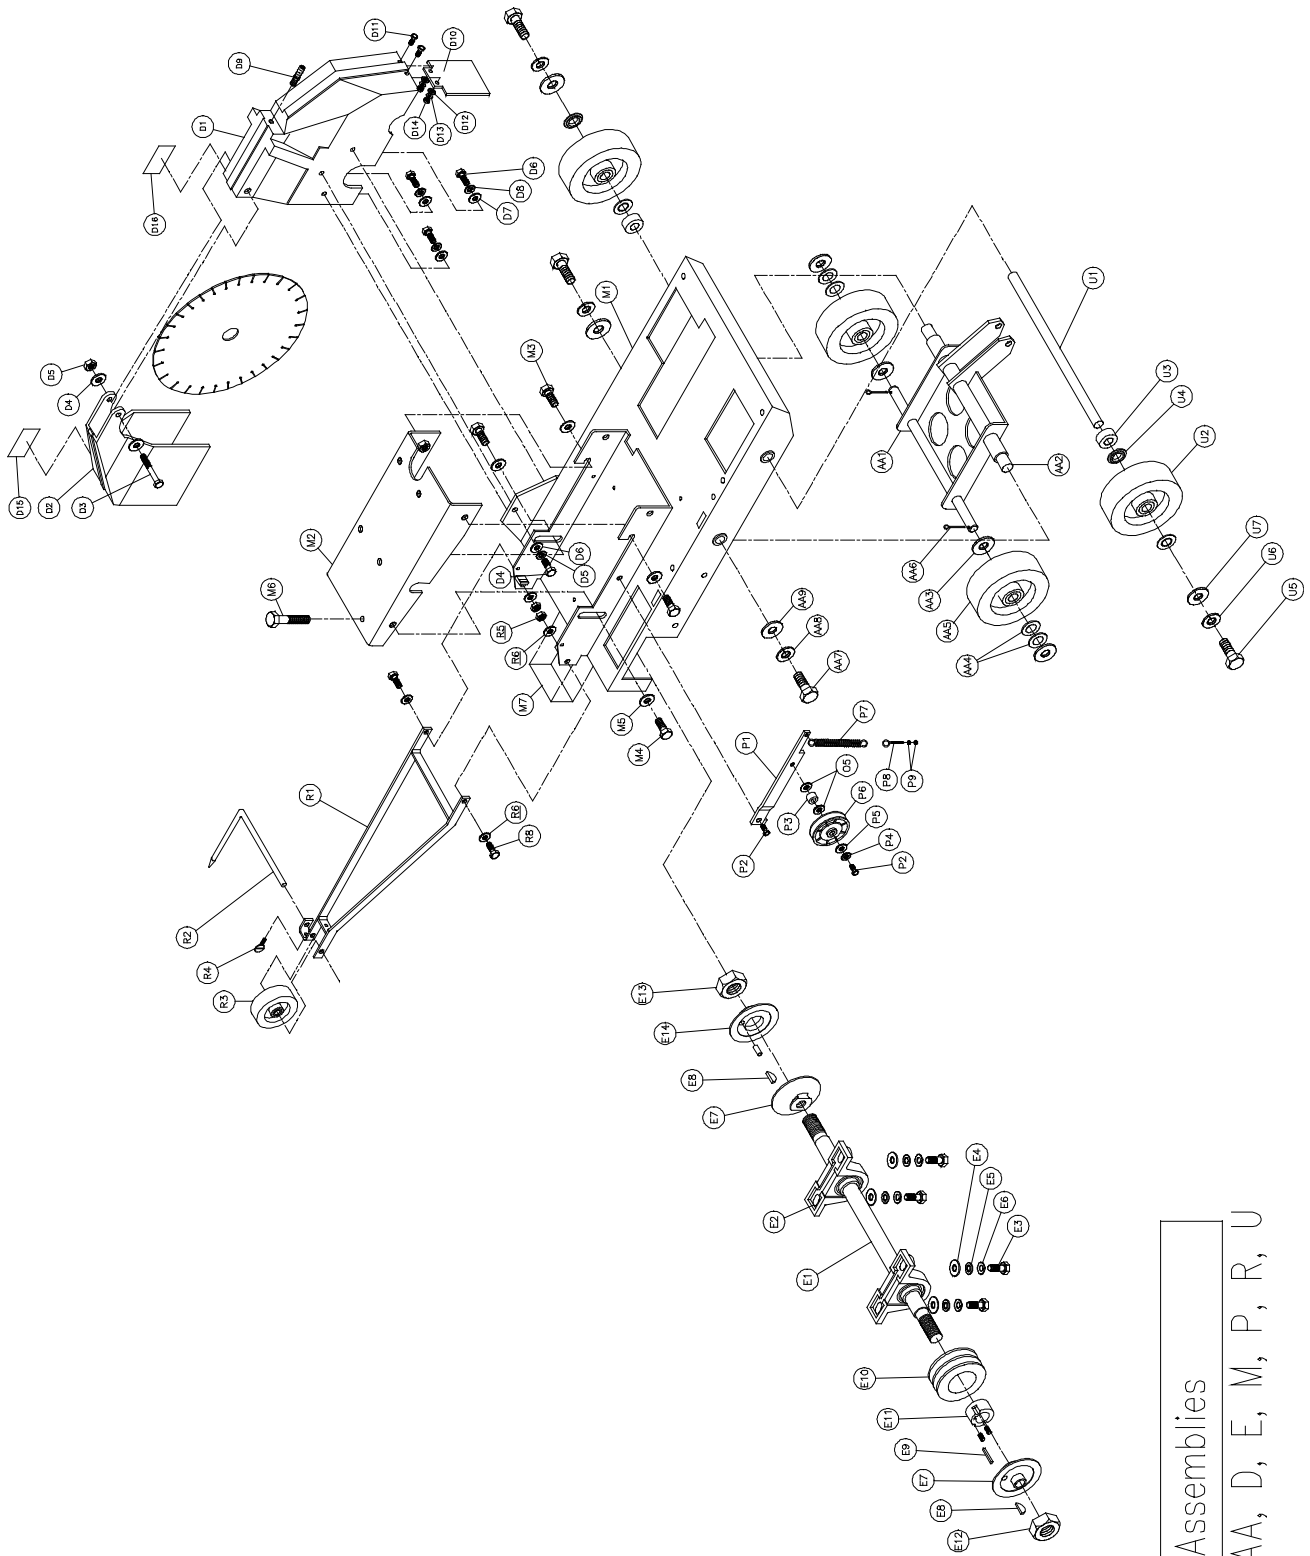 D11
D10
D9
D1
D14
D13
D12
D16
D6
D8
D7
D5
D4
D15
D2
D3
M1
M3
M2
M6
D4
D6
D5
R5
R6
M7
M5
M4
U1
U3
U4
U2
AA1
AA2
AA6
AA3
AA5
AA4
U7
U6
U5
AA9
AA8
AA7
P1
P7
O5
P8
P9
P3
P6
P5
P4
P2
P2
R1
R6
R8
R2
R4
R3
E13
E14
E8
E7
E2
E1
E4
E5
E6
E3
E10
E11
E9
E7
E8
E12
Assemblies
AA, D, E, M, P, R, U